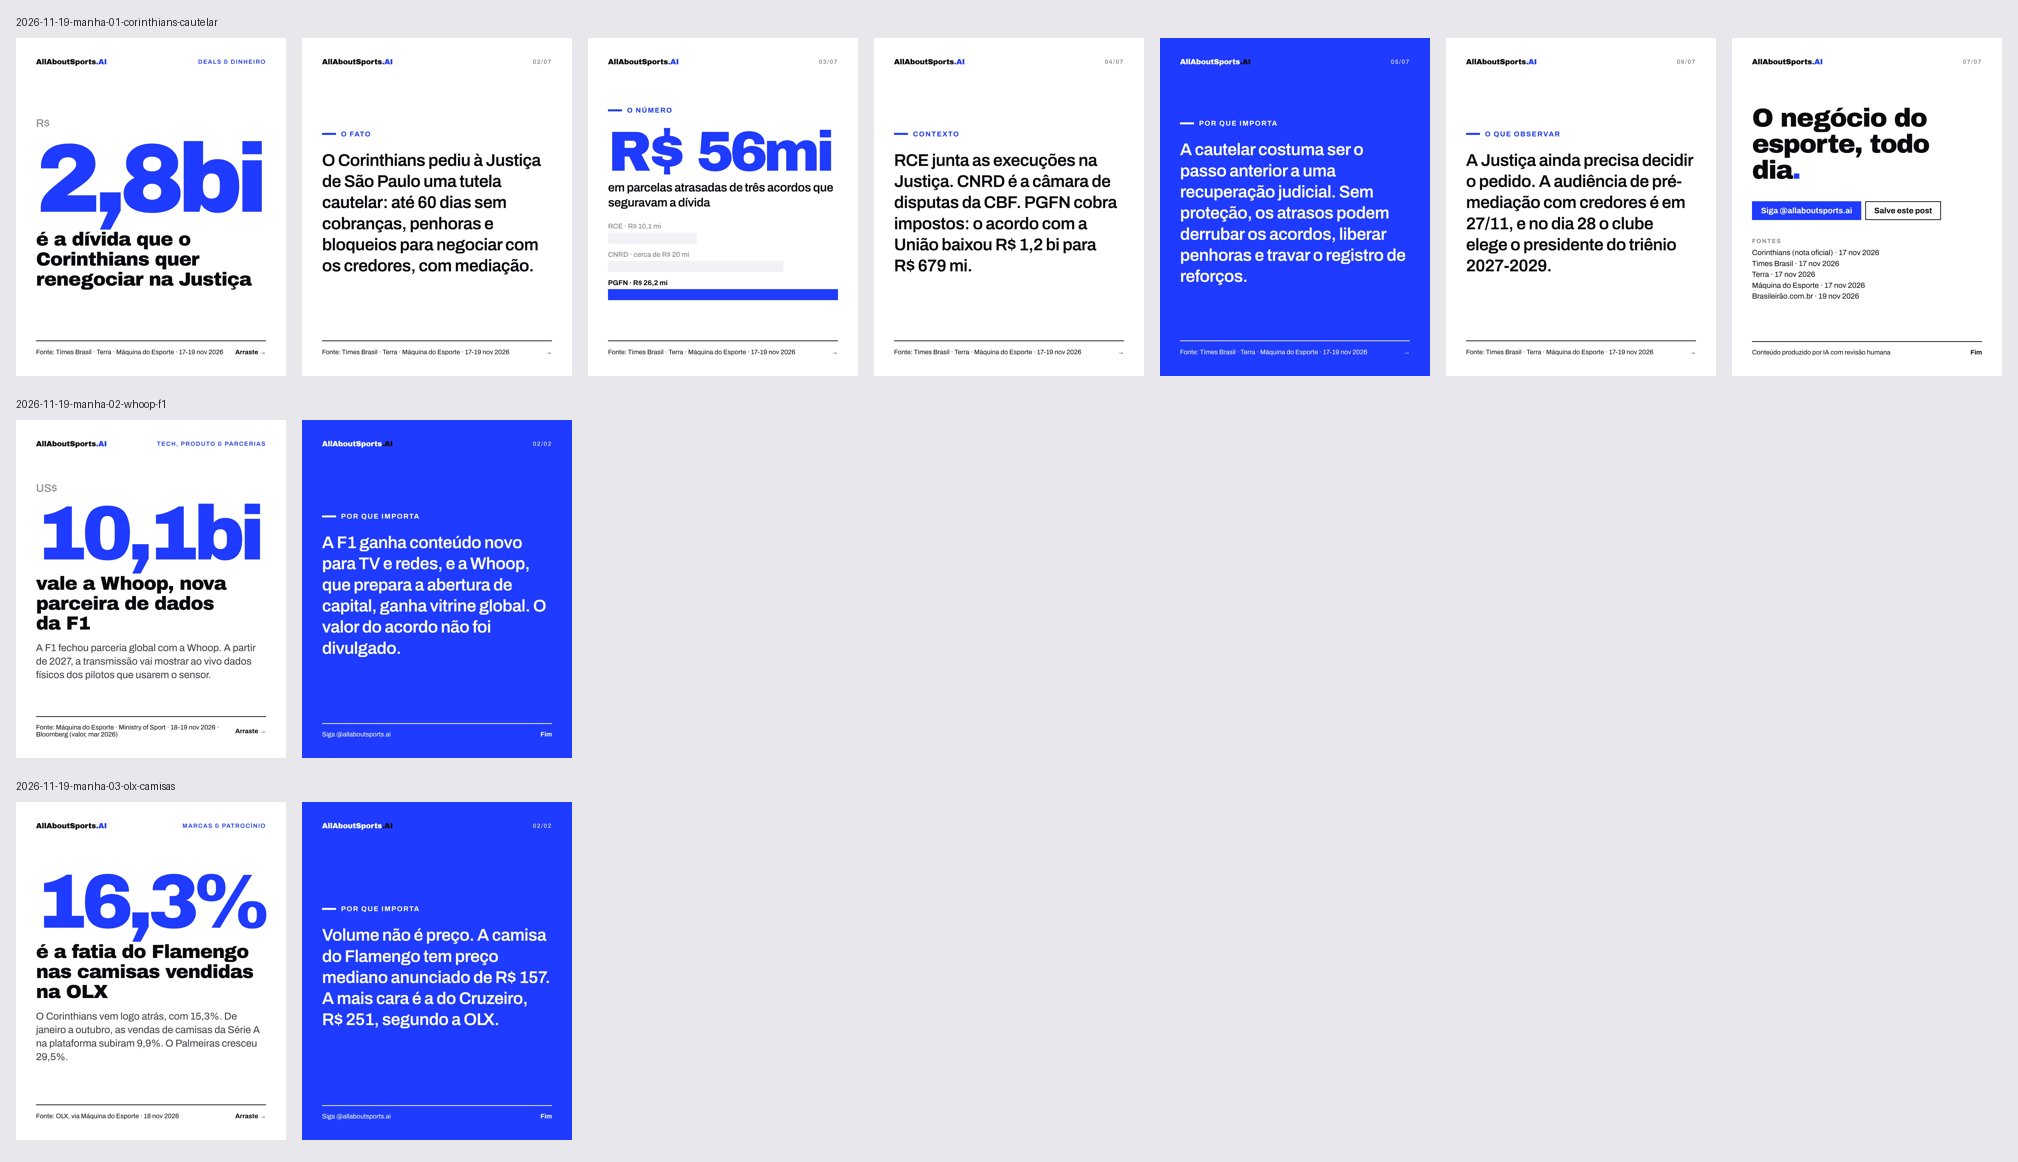 2026-11-19-manha-01-corinthians-cautelar
AllAboutSports.AI
DEALS & DINHEIRO
R$
2,8bi
é a dívida que o
Corinthians quer
renegociar na Justiça
Fonte: Times Brasil · Terra · Máquina do Esporte · 17-19 nov 2026
Arraste →
AllAboutSports.AI
02/07
O FATO
O Corinthians pediu à Justiça
de São Paulo uma tutela
cautelar: até 60 dias sem
cobranças, penhoras e
bloqueios para negociar com
os credores, com mediação.
Fonte: Times Brasil · Terra · Máquina do Esporte · 17-19 nov 2026
→
AllAboutSports.AI
03/07
O NÚMERO
R$ 56mi
em parcelas atrasadas de três acordos que
seguravam a dívida
RCE · R$ 10,1 mi
CNRD · cerca de R$ 20 mi
PGFN · R$ 26,2 mi
Fonte: Times Brasil · Terra · Máquina do Esporte · 17-19 nov 2026
→
AllAboutSports.AI
04/07
CONTEXTO
RCE junta as execuções na
Justiça. CNRD é a câmara de
disputas da CBF. PGFN cobra
impostos: o acordo com a
União baixou R$ 1,2 bi para
R$ 679 mi.
Fonte: Times Brasil · Terra · Máquina do Esporte · 17-19 nov 2026
→
AllAboutSports.AI
05/07
POR QUE IMPORTA
A cautelar costuma ser o
passo anterior a uma
recuperação judicial. Sem
proteção, os atrasos podem
derrubar os acordos, liberar
penhoras e travar o registro de
reforços.
Fonte: Times Brasil · Terra · Máquina do Esporte · 17-19 nov 2026
→
AllAboutSports.AI
06/07
O QUE OBSERVAR
A Justiça ainda precisa decidir
o pedido. A audiência de pré-
mediação com credores é em
27/11, e no dia 28 o clube
elege o presidente do triênio
2027-2029.
Fonte: Times Brasil · Terra · Máquina do Esporte · 17-19 nov 2026
→
AllAboutSports.AI
07/07
O negócio do
esporte, todo
dia.
Siga @allaboutsports.ai
Salve este post
FONTES
Corinthians (nota oficial) · 17 nov 2026
Times Brasil · 17 nov 2026
Terra · 17 nov 2026
Máquina do Esporte · 17 nov 2026
Brasileirão.com.br · 19 nov 2026
Conteúdo produzido por IA com revisão humana
Fim
2026-11-19-manha-02-whoop-f1
AllAboutSports.AI
TECH, PRODUTO & PARCERIAS
US$
10,1bi
vale a Whoop, nova
parceira de dados
da F1
A F1 fechou parceria global com a Whoop. A partir
de 2027, a transmissão vai mostrar ao vivo dados
físicos dos pilotos que usarem o sensor.
Fonte: Máquina do Esporte · Ministry of Sport · 18-19 nov 2026 ·
Bloomberg (valor, mar 2026)
Arraste →
AllAboutSports.AI
02/02
POR QUE IMPORTA
A F1 ganha conteúdo novo
para TV e redes, e a Whoop,
que prepara a abertura de
capital, ganha vitrine global. O
valor do acordo não foi
divulgado.
Siga @allaboutsports.ai
Fim
2026-11-19-manha-03-olx-camisas
AllAboutSports.AI
MARCAS & PATROCÍNIO
16,3%
é a fatia do Flamengo
nas camisas vendidas
na OLX
O Corinthians vem logo atrás, com 15,3%. De
janeiro a outubro, as vendas de camisas da Série A
na plataforma subiram 9,9%. O Palmeiras cresceu
29,5%.
Fonte: OLX, via Máquina do Esporte · 18 nov 2026
Arraste →
AllAboutSports.AI
02/02
POR QUE IMPORTA
Volume não é preço. A camisa
do Flamengo tem preço
mediano anunciado de R$ 157.
A mais cara é a do Cruzeiro,
R$ 251, segundo a OLX.
Siga @allaboutsports.ai
Fim